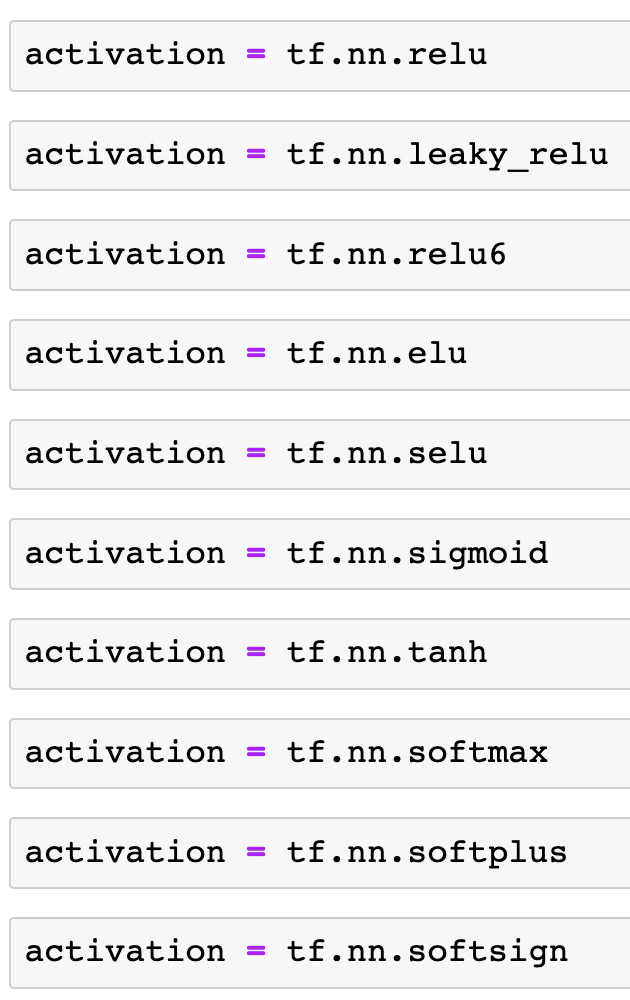 activation = tf.nn.relu
activation = tf.nn.leaky_relu
activation = tf.nn.relu6
activation = tf.nn.elu
activation = tf.nn.selu
activation = tf.nn.sigmoid
activation = tf.nn.tanh
activation = tf.nn.softmax
activation = tf.nn.softplus
activation = tf.nn.softsign